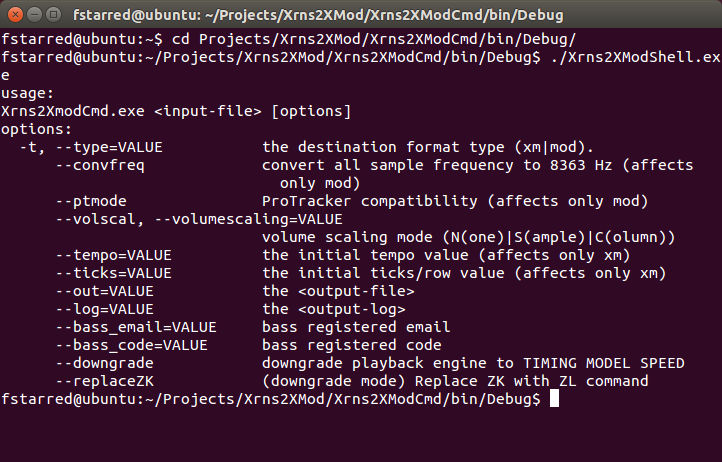 fstarred@ubuntu: ~/Projects/Xrns2XMod/Xrns2XModCmd/bin/Debug
fstarred@ubuntu:~$ cd Projects/Xrns2XMod/Xrns2XModCmd/bin/Debug/
fstarred@ubuntu:~/Projects/Xrns2XMod/Xrns2XModCmd/bin/Debug$ ./Xrns2XModShell.ex
e
usage:
Xrns2XmodCmd.exe <input-file> [options]
options:
  -t, --type=VALUE           the destination format type (xm|mod).
      --convfreq             convert all sample frequency to 8363 Hz (affects
                               only mod)
      --ptmode               ProTracker compatibility (affects only mod)
      --volscal, --volumescaling=VALUE
                             volume scaling mode (N(one)|S(ample)|C(olumn))
      --tempo=VALUE          the initial tempo value (affects only xm)
      --ticks=VALUE          the initial ticks/row value (affects only xm)
      --out=VALUE            the <output-file>
      --log=VALUE            the <output-log>
      --bass_email=VALUE     bass registered email
      --bass_code=VALUE      bass registered code
      --downgrade            downgrade playback engine to TIMING MODEL SPEED
      --replaceZK            (downgrade mode) Replace ZK with ZL command
fstarred@ubuntu:~/Projects/Xrns2XMod/Xrns2XModCmd/bin/Debug$